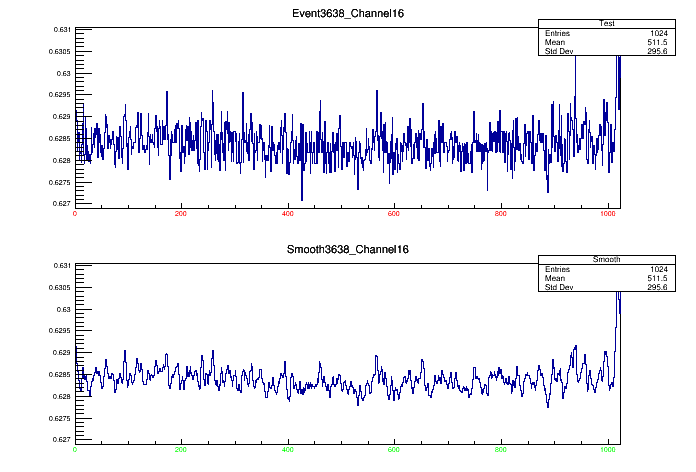 Event3638_Channel16
Test
Entries 1024
Mean 511.5
Std Dev 295.6
0.631
0.6305
0.63
0.6295
0.629
0.6285
0.628
0.6275
0.627
0 200 400 600 800 1000
Smooth3638_Channel16
Smooth
Entries 1024
Mean 511.5
Std Dev 295.6
0.631
0.6305
0.63
0.6295
0.629
0.6285
0.628
0.6275
0.627
0 200 400 600 800 1000